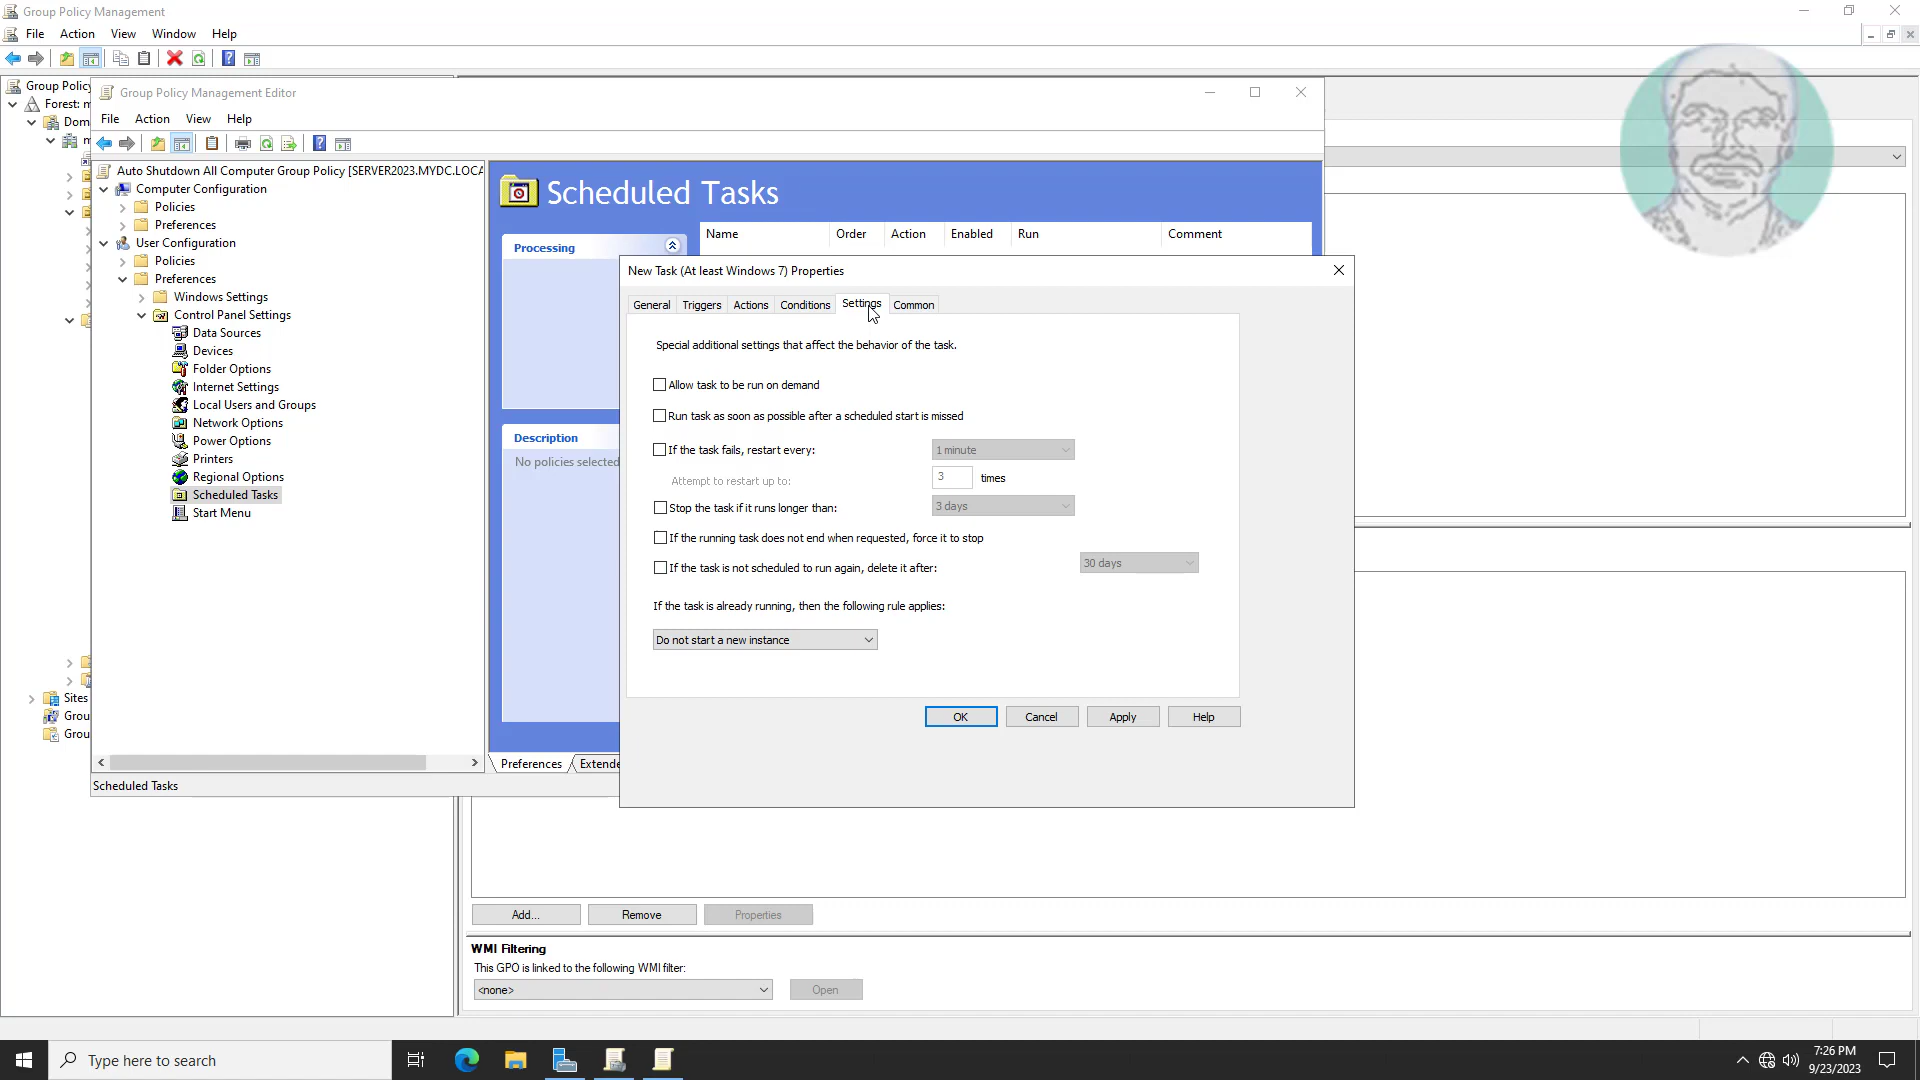 Group Policy Management
File Action View Window Help
Group Policy
Forest: m
Dom
m
Sites
Grou
Grou
Group Policy Management Editor
File Action View Help
Auto Shutdown All Computer Group Policy [SERVER2023.MYDC.LOCA
Computer Configuration
Policies
Preferences
User Configuration
Policies
Preferences
Windows Settings
Control Panel Settings
Data Sources
Devices
Folder Options
Internet Settings
Local Users and Groups
Network Options
Power Options
Printers
Regional Options
Scheduled Tasks
Start Menu
Scheduled Tasks
Name Order Action Enabled Run Comment
Processing
Description
No policies selected
Preferences Extende
Scheduled Tasks
New Task (At least Windows 7) Properties
General Triggers Actions Conditions Settings Common
Special additional settings that affect the behavior of the task.
Allow task to be run on demand
Run task as soon as possible after a scheduled start is missed
If the task fails, restart every: 1 minute
Attempt to restart up to: 3 times
Stop the task if it runs longer than: 3 days
If the running task does not end when requested, force it to stop
If the task is not scheduled to run again, delete it after: 30 days
If the task is already running, then the following rule applies:
Do not start a new instance
OK Cancel Apply Help
Add... Remove Properties
WMI Filtering
This GPO is linked to the following WMI filter:
<none> Open
Type here to search
7:26 PM
9/23/2023